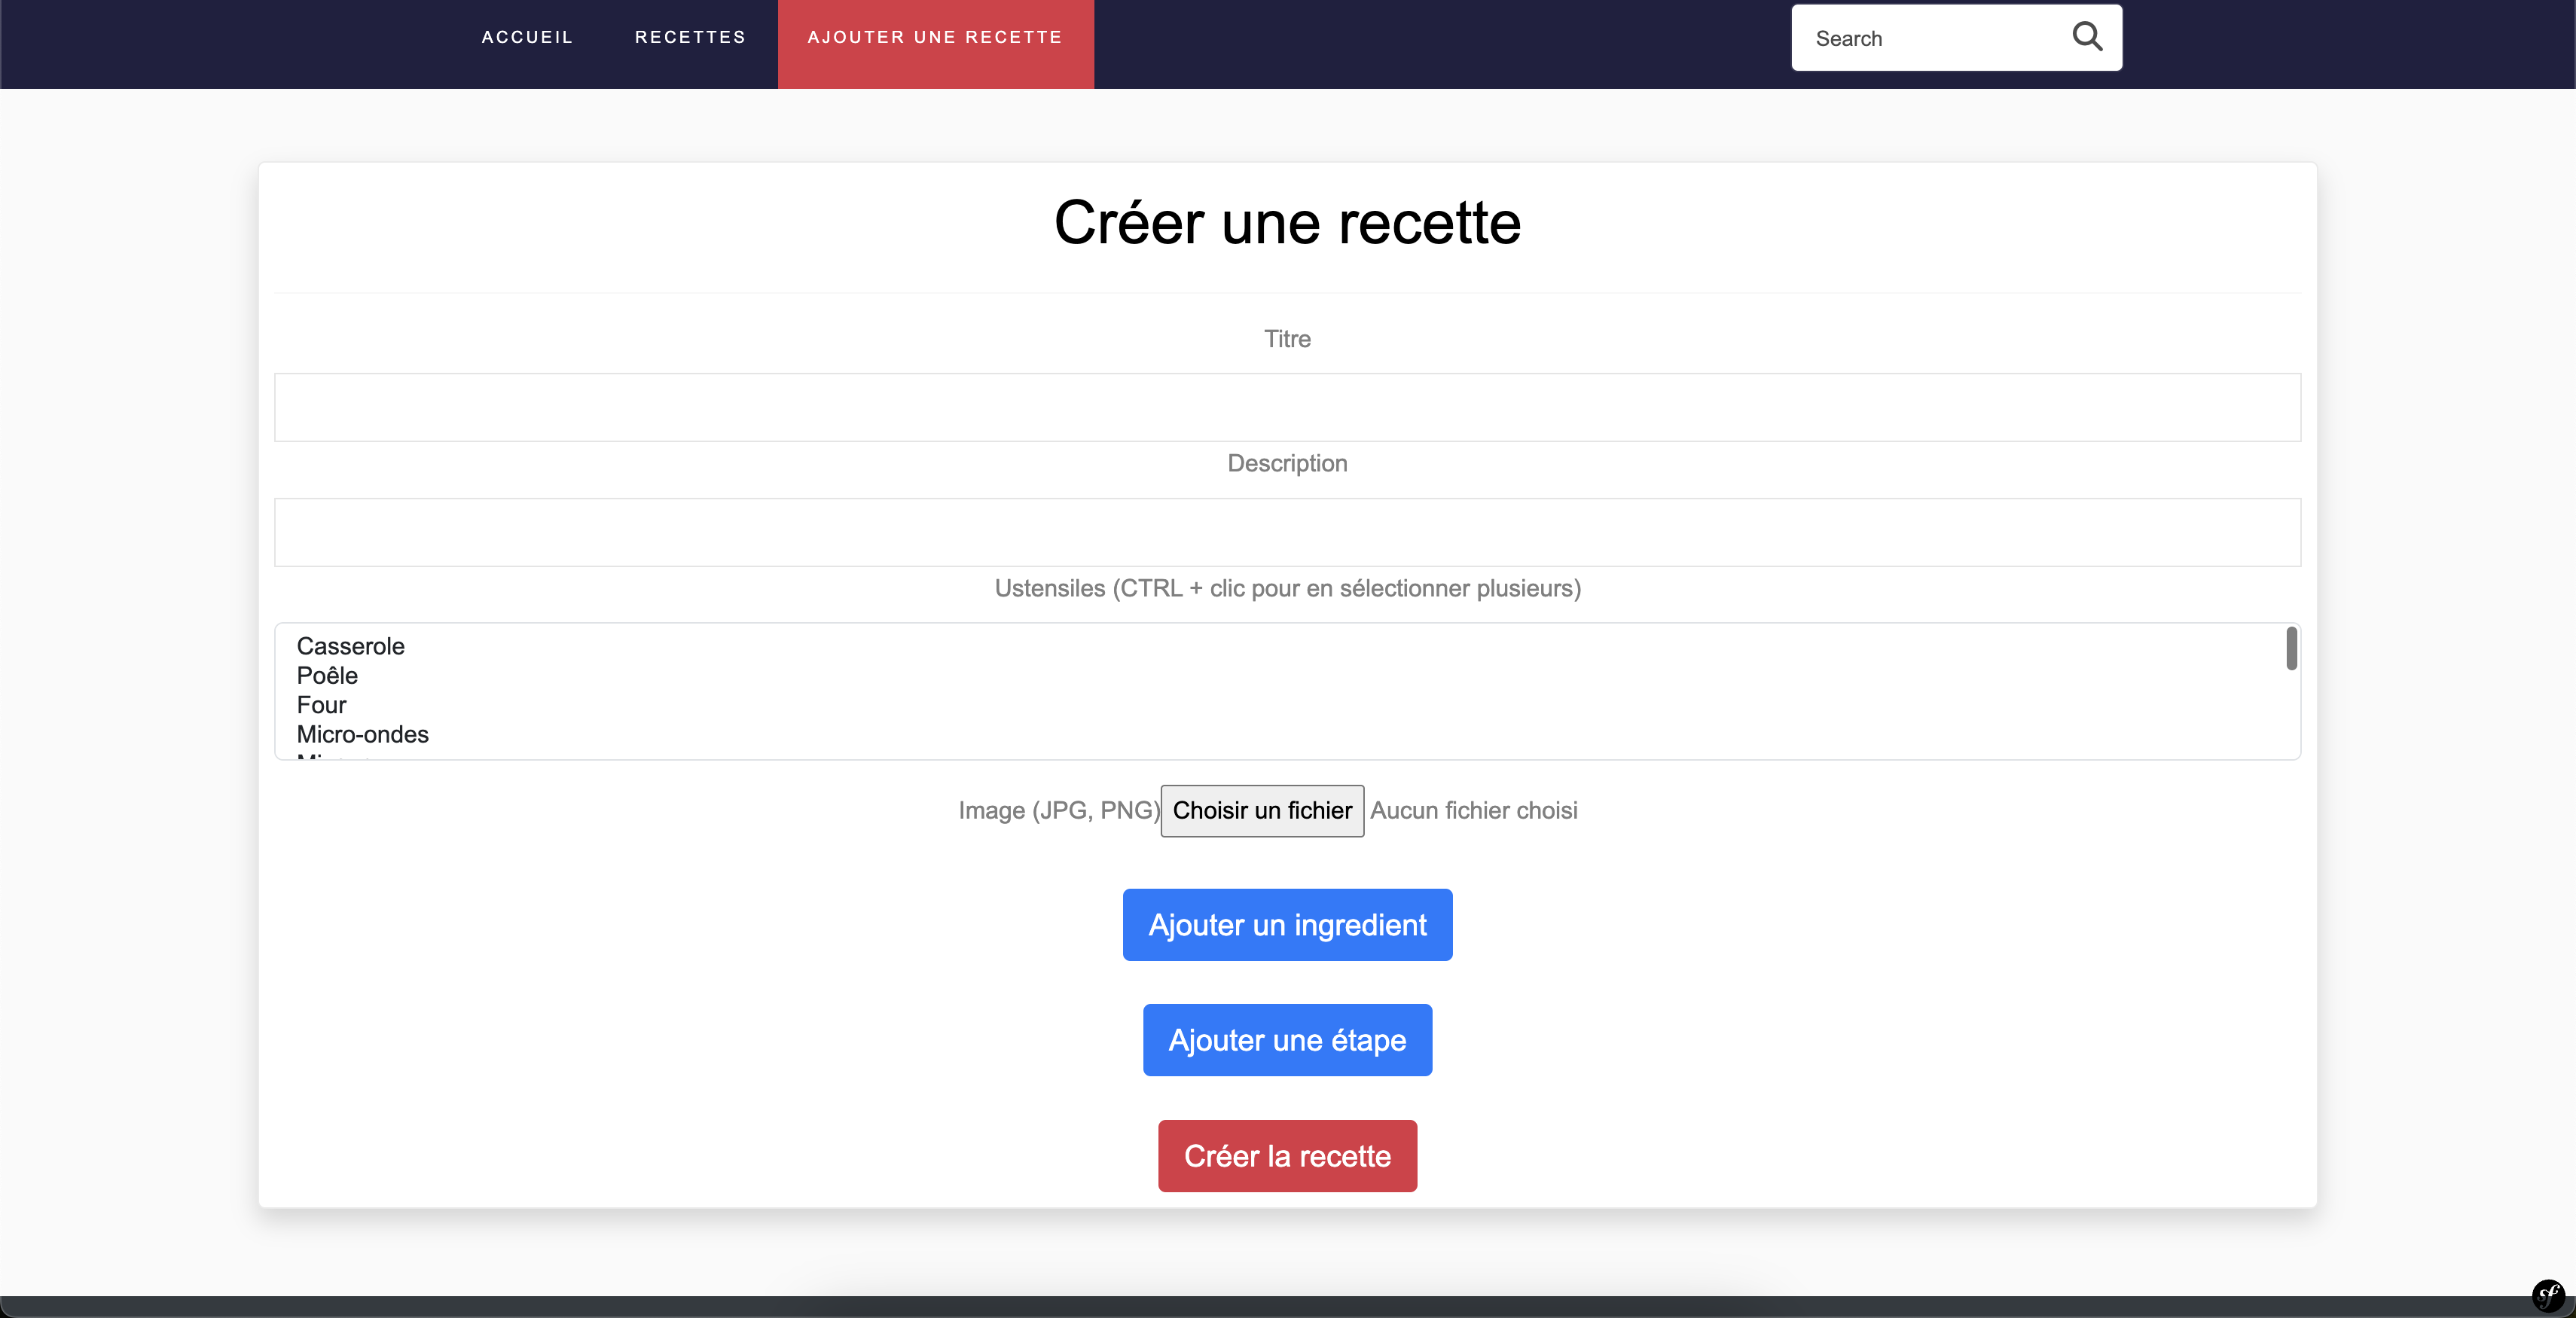 ACCUEIL RECETTES AJOUTER UNE RECETTE Search
Créer une recette
Titre
Description
Ustensiles (CTRL + clic pour en sélectionner plusieurs)
Casserole
Poêle
Four
Micro-ondes
Image (JPG, PNG) Choisir un fichier Aucun fichier choisi
Ajouter un ingredient
Ajouter une étape
Créer la recette
sf